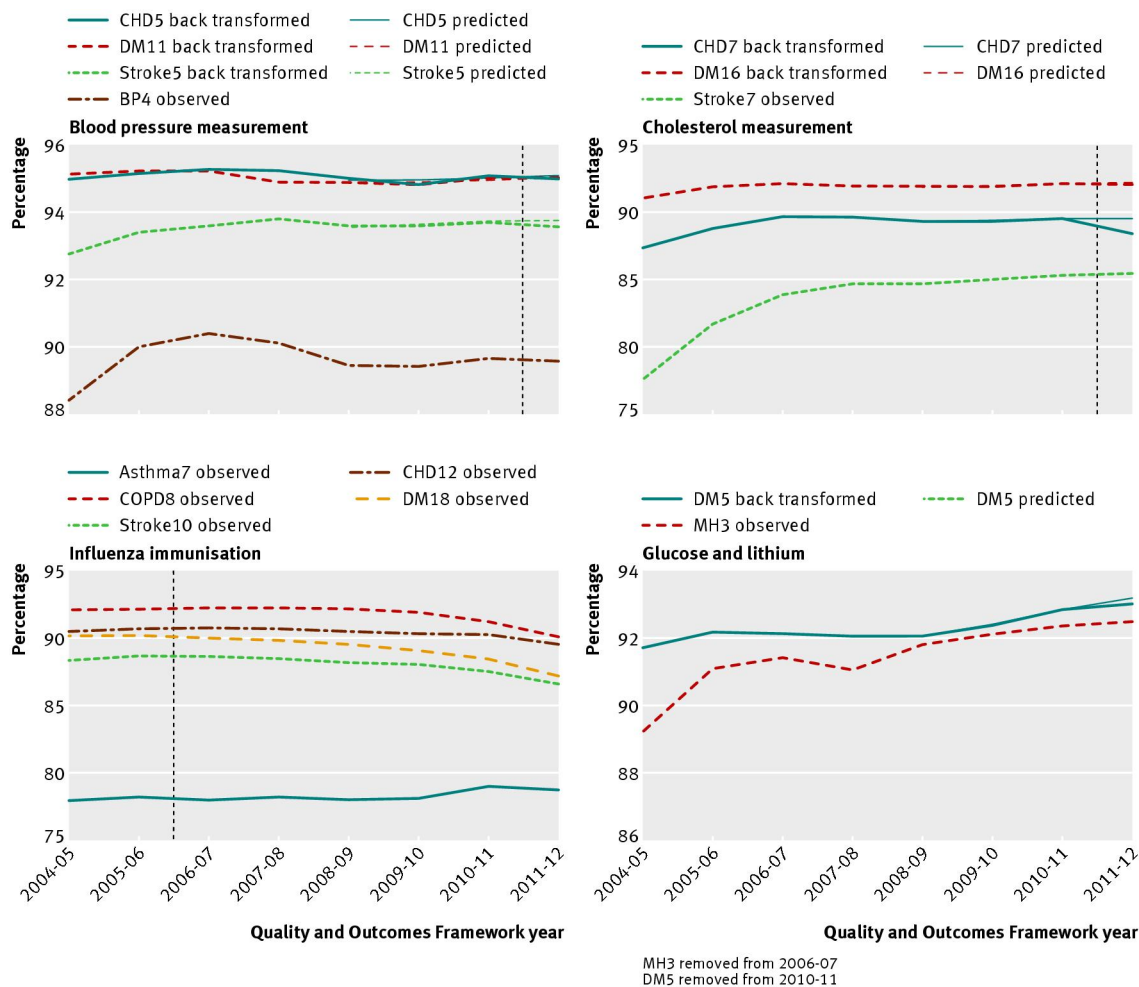 CHD5 back transformed
CHD5 predicted
DM11 back transformed
DM11 predicted
Stroke5 back transformed
Stroke5 predicted
BP4 observed
Blood pressure measurement
Percentage
96
94
92
90
88
CHD7 back transformed
CHD7 predicted
DM16 back transformed
DM16 predicted
Stroke7 observed
Cholesterol measurement
Percentage
95
90
85
80
75
Asthma7 observed
CHD12 observed
COPD8 observed
DM18 observed
Stroke10 observed
Influenza immunisation
Percentage
95
90
85
80
75
2004-05
2005-06
2006-07
2007-08
2008-09
2009-10
2010-11
2011-12
Quality and Outcomes Framework year
DM5 back transformed
DM5 predicted
MH3 observed
Glucose and lithium
Percentage
94
92
90
88
86
2004-05
2005-06
2006-07
2007-08
2008-09
2009-10
2010-11
2011-12
Quality and Outcomes Framework year
MH3 removed from 2006-07
DM5 removed from 2010-11